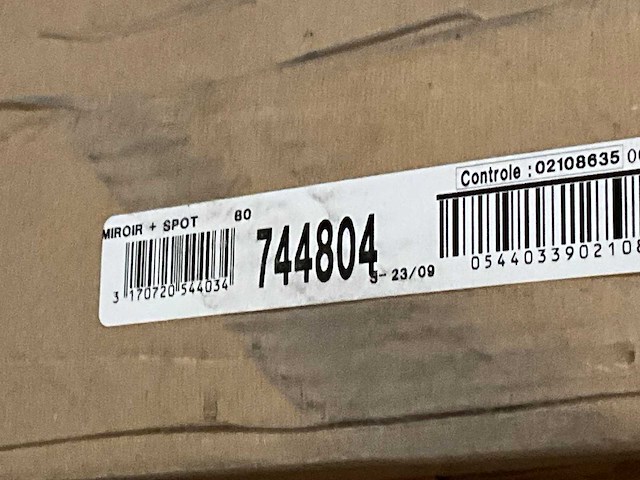 MIROIR + SPOT 80
3 170720 544034
744804
S- 23/09
Controle : 02108635
0544033902108